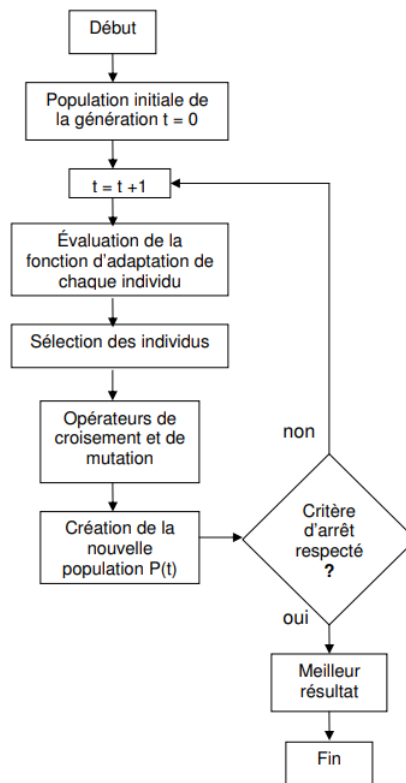 Début
Population initiale de
la génération t = 0
t = t +1
Évaluation de la
fonction d'adaptation de
chaque individu
Sélection des individus
Opérateurs de
croisement et de
mutation
Création de la
nouvelle
population P(t)
non
Critère
d'arrêt
respecté
?
oui
Meilleur
résultat
Fin